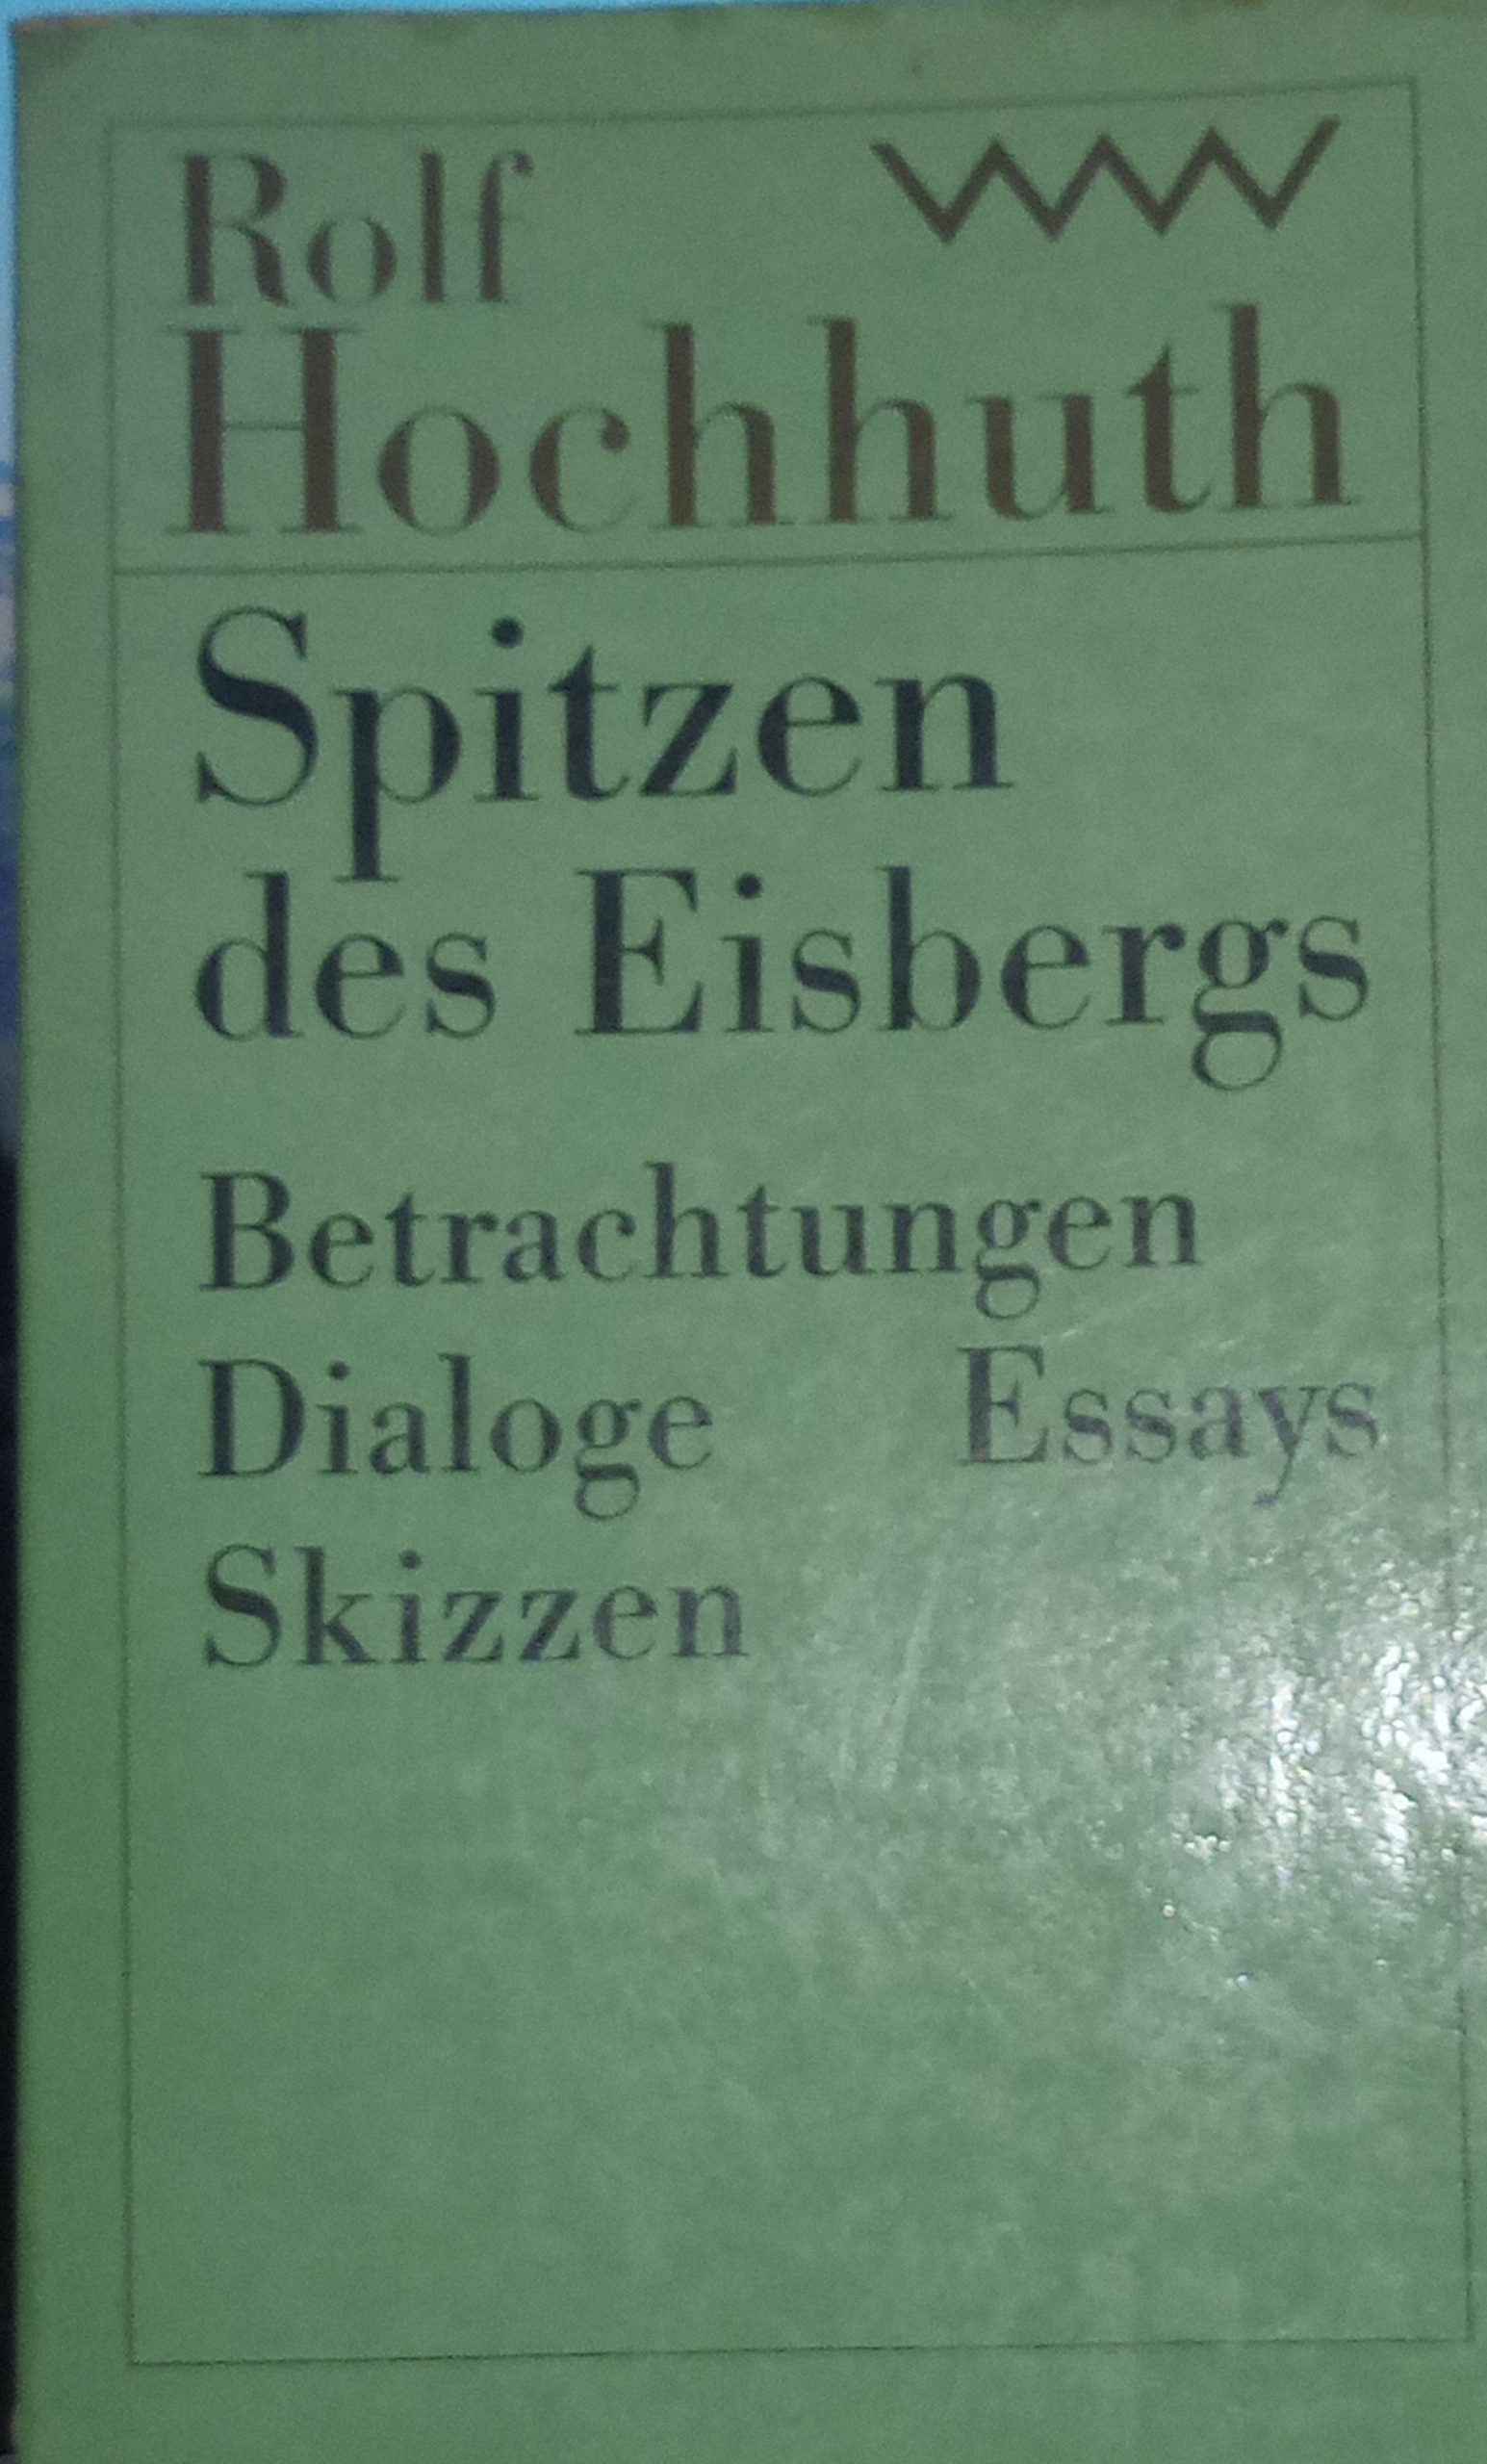 Rolf
Hochhuth
Spitzen
des Eisbergs
Betrachtungen
Dialoge Essays
Skizzen